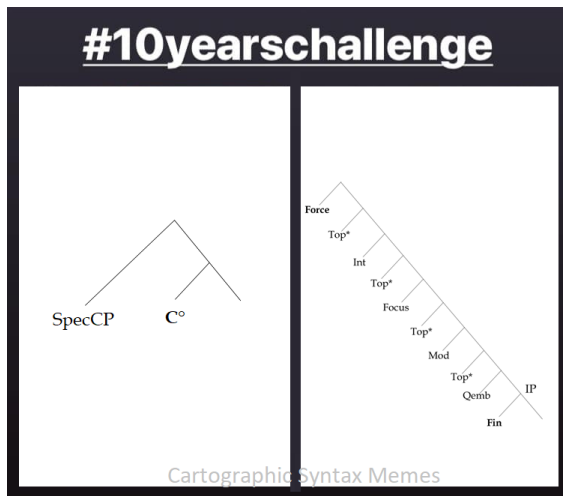 #10yearschallenge
SpecCP
C°
Force
Top*
Int
Top*
Focus
Top*
Mod
Top*
Qemb
IP
Fin
Cartographic Syntax Memes